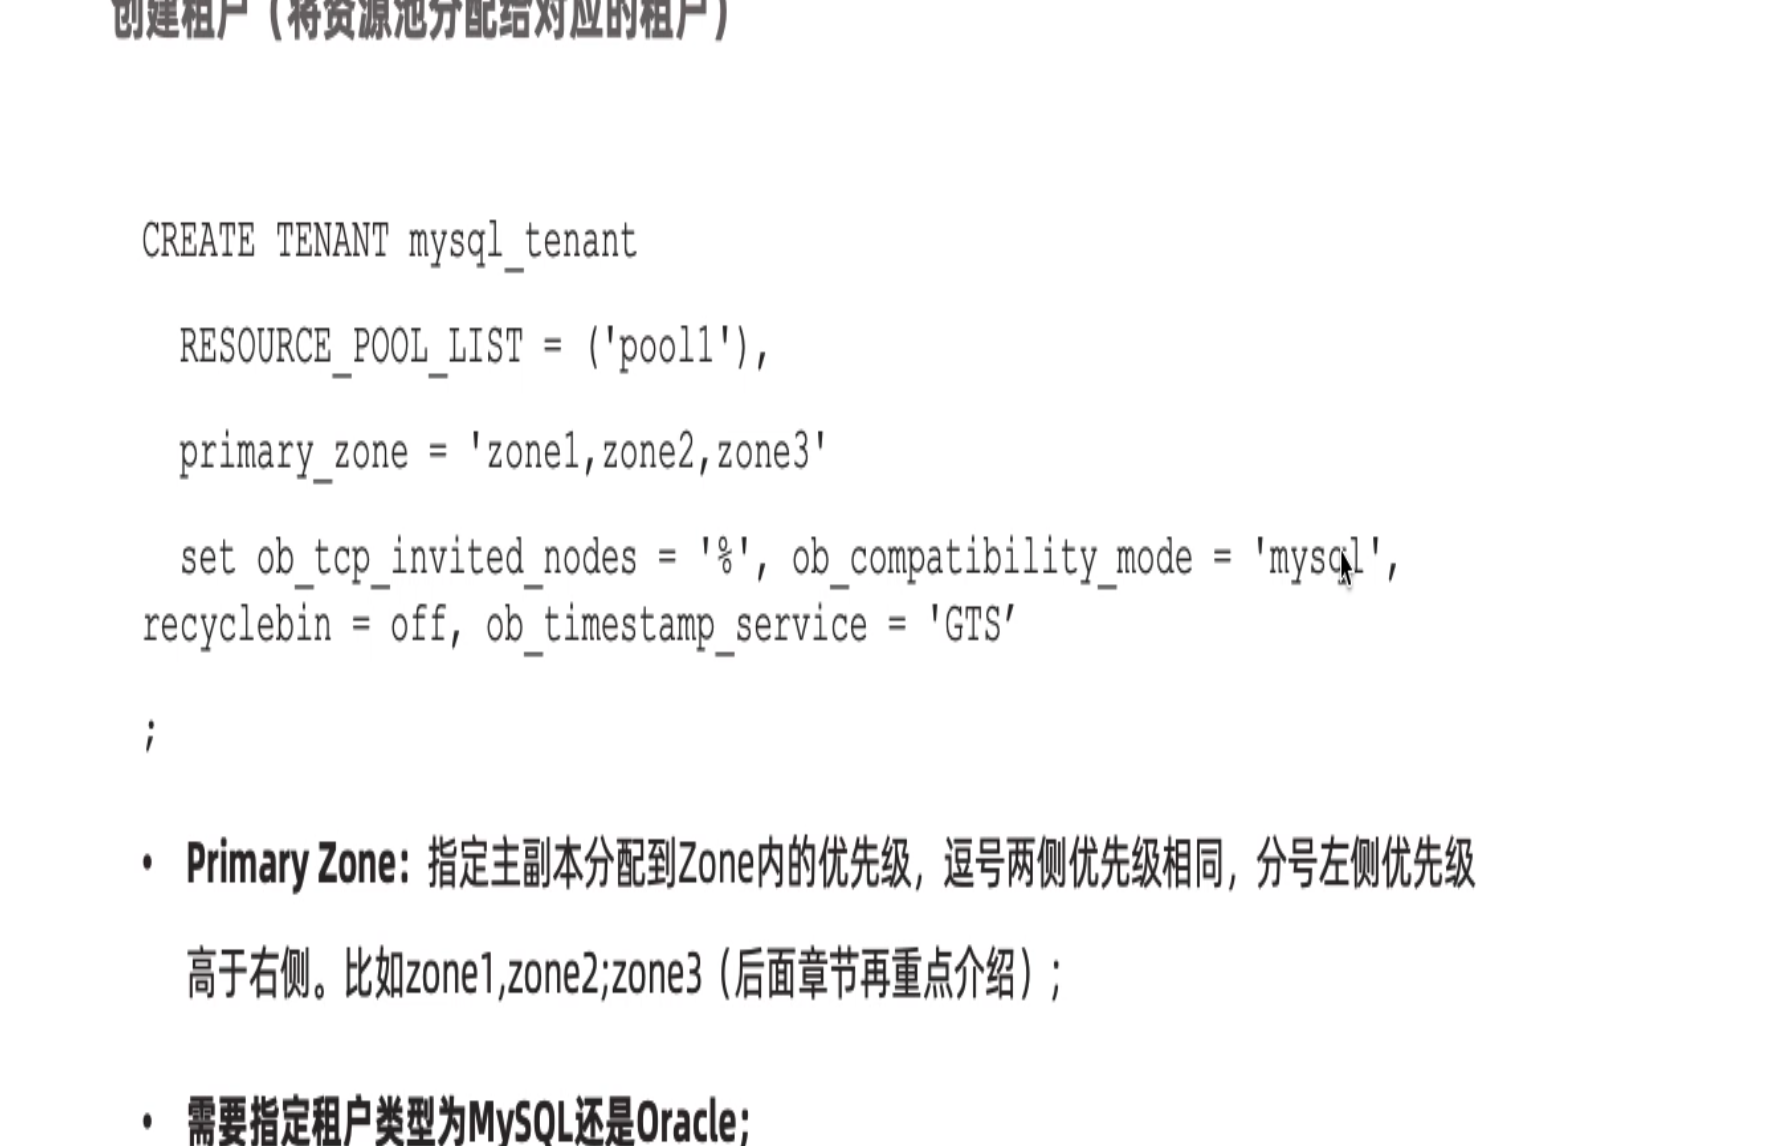 创建租户（将资源池分配给对应的租户）
CREATE TENANT mysql_tenant
RESOURCE_POOL_LIST = ('pool1'),
primary_zone = 'zone1,zone2,zone3'
set ob_tcp_invited_nodes = '%', ob_compatibility_mode = 'mysql',
recyclebin = off, ob_timestamp_service = 'GTS’
;
• Primary Zone：指定主副本分配到Zone内的优先级，逗号两侧优先级相同，分号左侧优先级
高于右侧。比如zone1,zone2;zone3（后面章节再重点介绍）；
• 需要指定租户类型为MySQL还是Oracle；